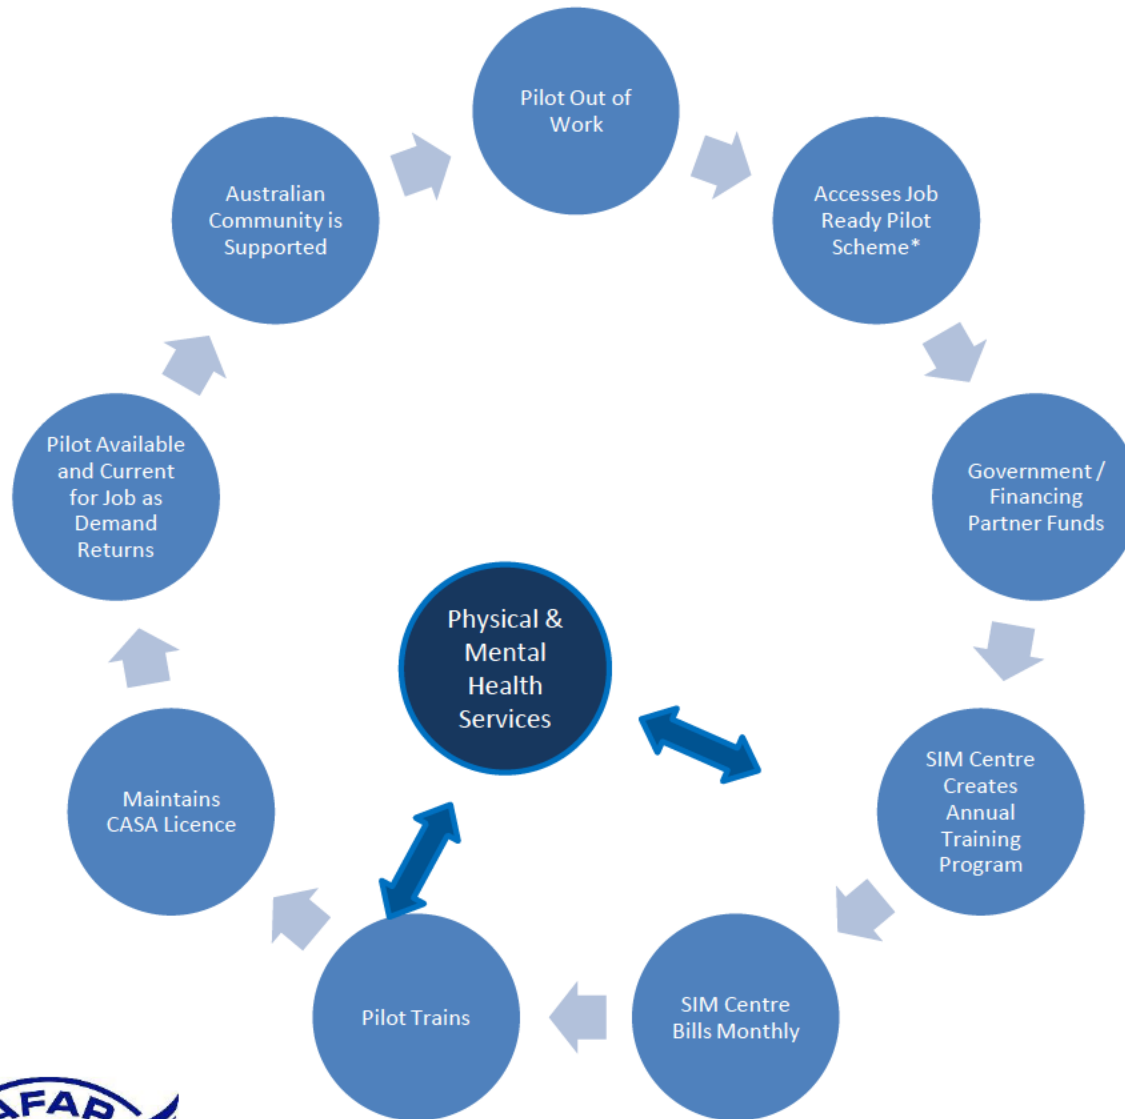 Pilot Out of
Work
Accesses Job
Ready Pilot
Scheme*
Government /
Financing
Partner Funds
SIM Centre
Creates
Annual
Training
Program
SIM Centre
Bills Monthly
Pilot Trains
Maintains
CASA Licence
Pilot Available
and Current
for Job as
Demand
Returns
Australian
Community is
Supported
Physical &
Mental
Health
Services
AFAP